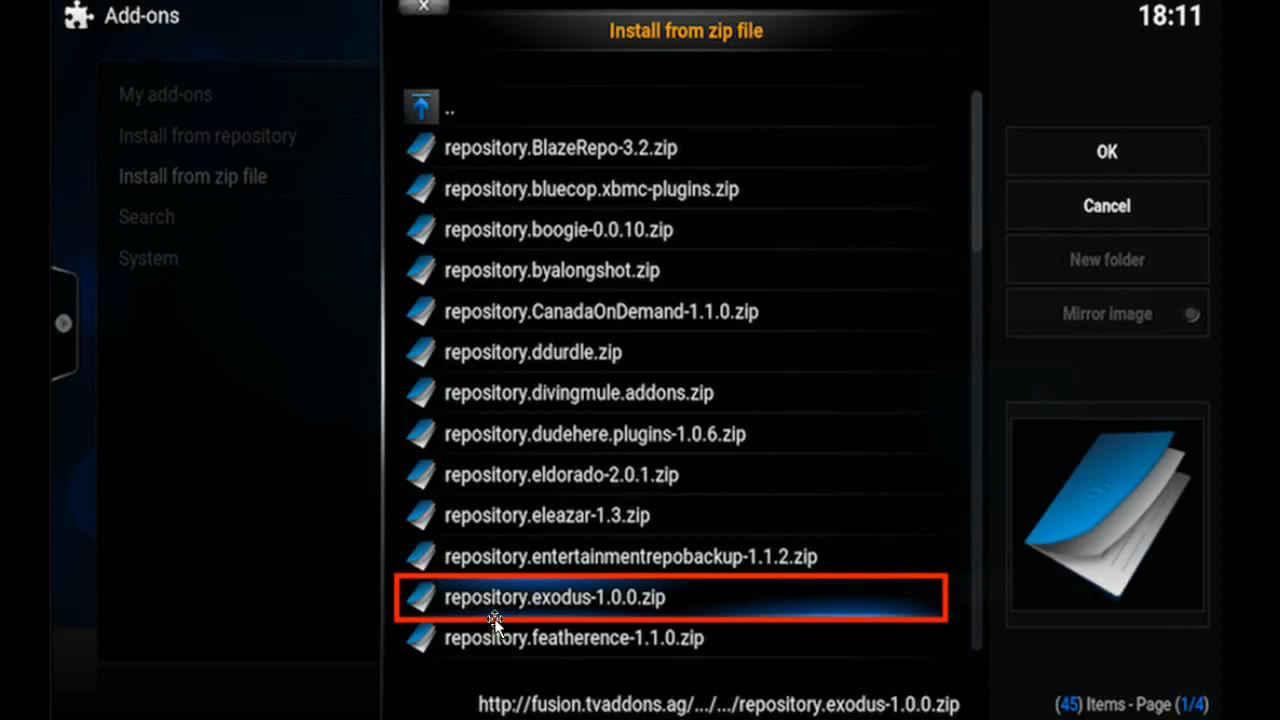 Add-ons
My add-ons
Install from repository
Install from zip file
Search
System
Install from zip file
..
repository.BlazeRepo-3.2.zip
repository.bluecop.xbmc-plugins.zip
repository.boogie-0.0.10.zip
repository.byalongshot.zip
repository.CanadaOnDemand-1.1.0.zip
repository.ddurdle.zip
repository.divingmule.addons.zip
repository.dudehere.plugins-1.0.6.zip
repository.eldorado-2.0.1.zip
repository.eleazar-1.3.zip
repository.entertainmentrepobackup-1.1.2.zip
repository.exodus-1.0.0.zip
repository.featherence-1.1.0.zip
http://fusion.tvaddons.ag/.../.../repository.exodus-1.0.0.zip
18:11
OK
Cancel
New folder
Mirror image
(45) Items - Page (1/4)